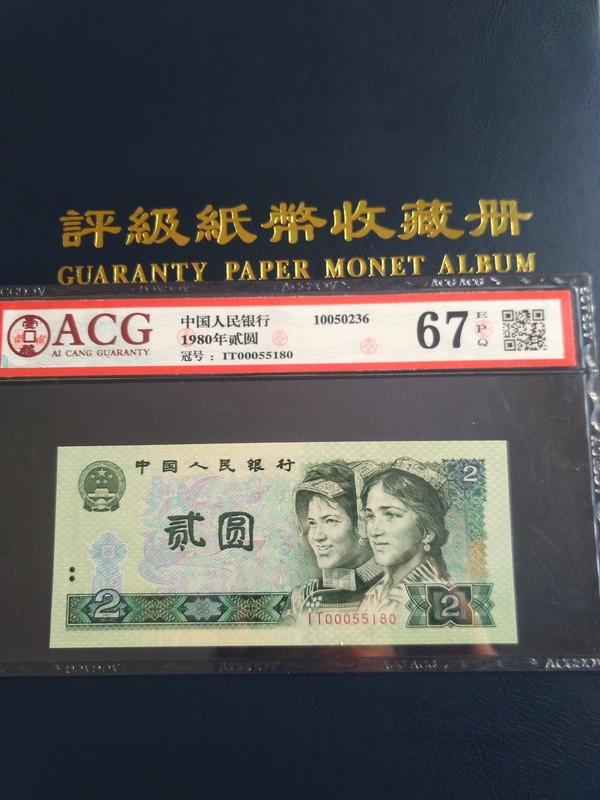 評級紙幣收藏册
GUARANTY PAPER MONET ALBUM
ACG
AI CANG GUARANTY
中国人民银行 10050236
1980年贰圆
冠号：IT00055180
67
EPQ
中国人民银行
2
贰圆
2
IT00055180
2